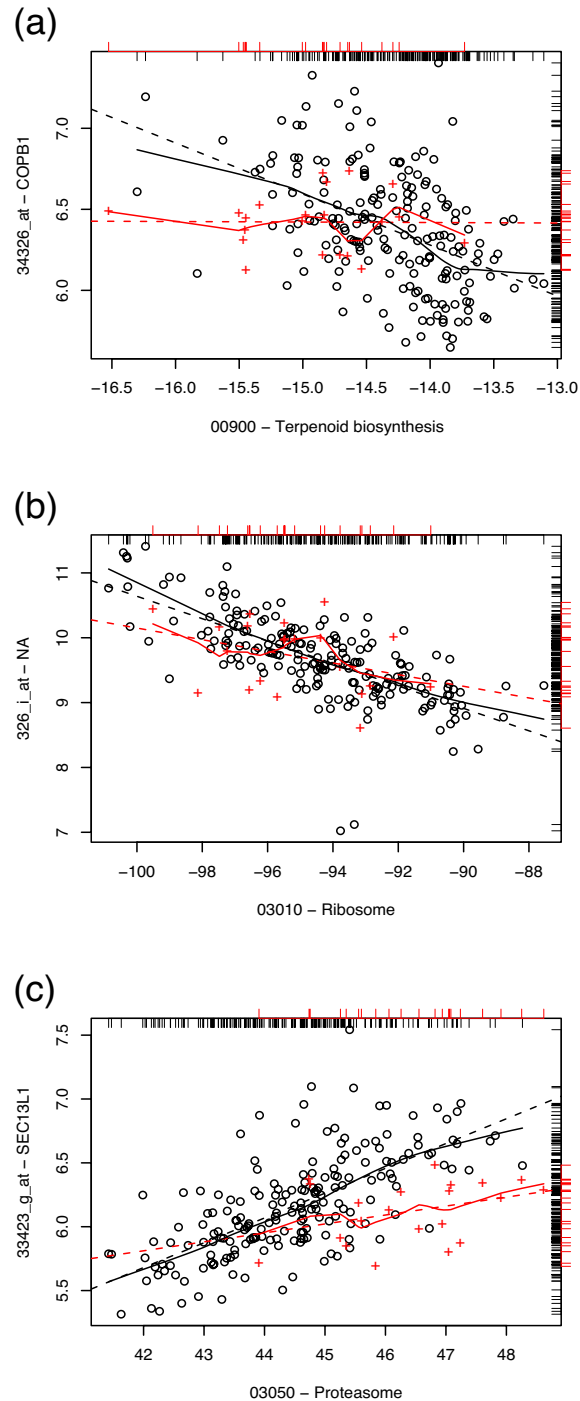 (a)
34326_at – COPB1
7.0
6.5
6.0
−16.5 −16.0 −15.5 −15.0 −14.5 −14.0 −13.5 −13.0
00900 – Terpenoid biosynthesis
(b)
326_i_at – NA
11
10
9
8
7
−100 −98 −96 −94 −92 −90 −88
03010 – Ribosome
(c)
33423_g_at – SEC13L1
7.5
7.0
6.5
6.0
5.5
42 43 44 45 46 47 48
03050 – Proteasome